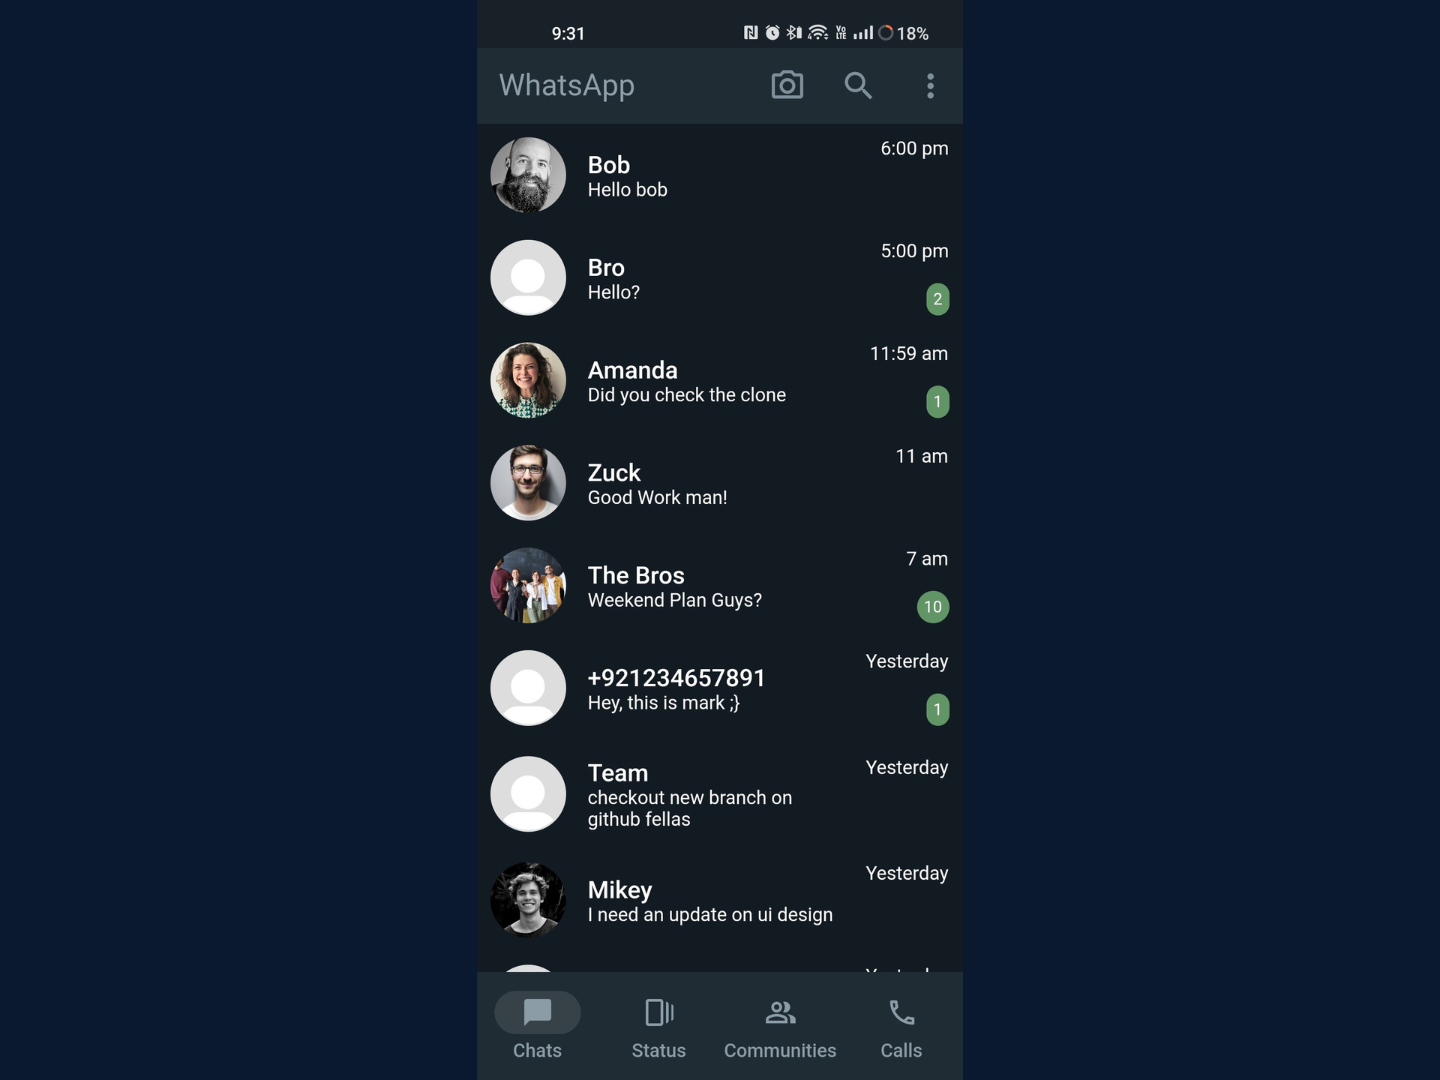 9:31
Vo
LTE
18%
WhatsApp
6:00 pm
Bob
Hello bob
5:00 pm
Bro
Hello?
2
11:59 am
Amanda
Did you check the clone
1
11 am
Zuck
Good Work man!
7 am
The Bros
Weekend Plan Guys?
10
Yesterday
+921234657891
Hey, this is mark ;}
1
Yesterday
Team
checkout new branch on
github fellas
Yesterday
Mikey
I need an update on ui design
Chats
Status
Communities
Calls